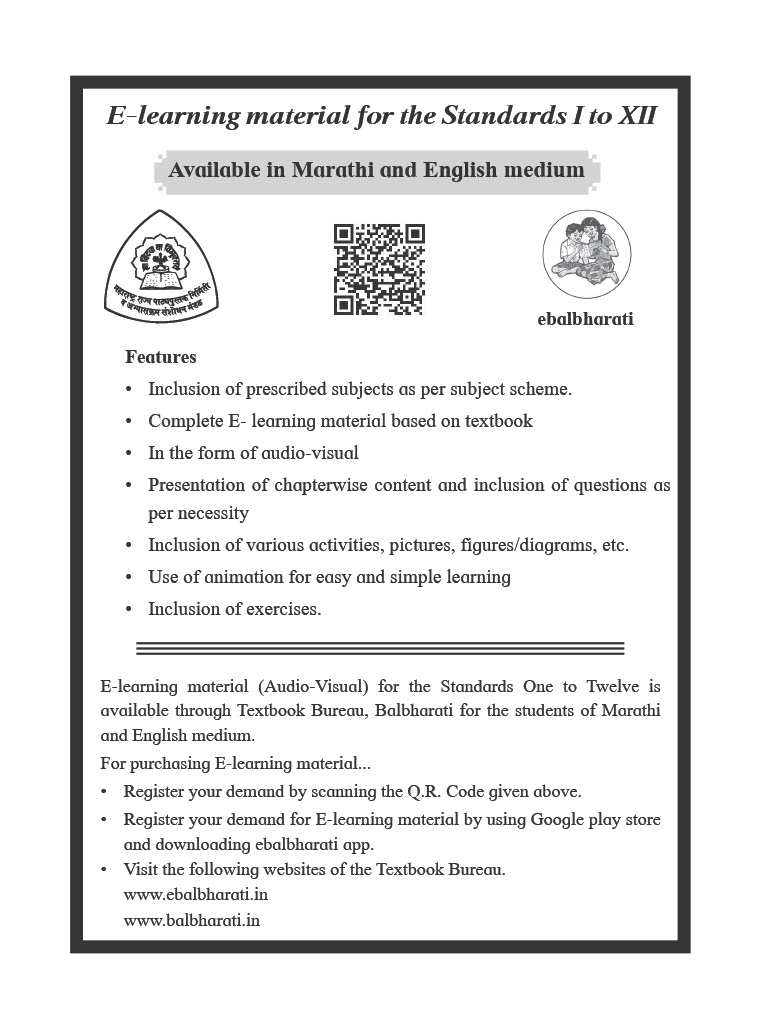 E-learning material for the Standards I to XII
Available in Marathi and English medium
महाराष्ट्र राज्य पाठ्यपुस्तक निर्मिती
व अभ्यासक्रम संशोधन मंडळ
ebalbharati
Features
• Inclusion of prescribed subjects as per subject scheme.
• Complete E- learning material based on textbook
• In the form of audio-visual
• Presentation of chapterwise content and inclusion of questions as
per necessity
• Inclusion of various activities, pictures, figures/diagrams, etc.
• Use of animation for easy and simple learning
• Inclusion of exercises.
E-learning material (Audio-Visual) for the Standards One to Twelve is
available through Textbook Bureau, Balbharati for the students of Marathi
and English medium.
For purchasing E-learning material...
• Register your demand by scanning the Q.R. Code given above.
• Register your demand for E-learning material by using Google play store
and downloading ebalbharati app.
• Visit the following websites of the Textbook Bureau.
www.ebalbharati.in
www.balbharati.in